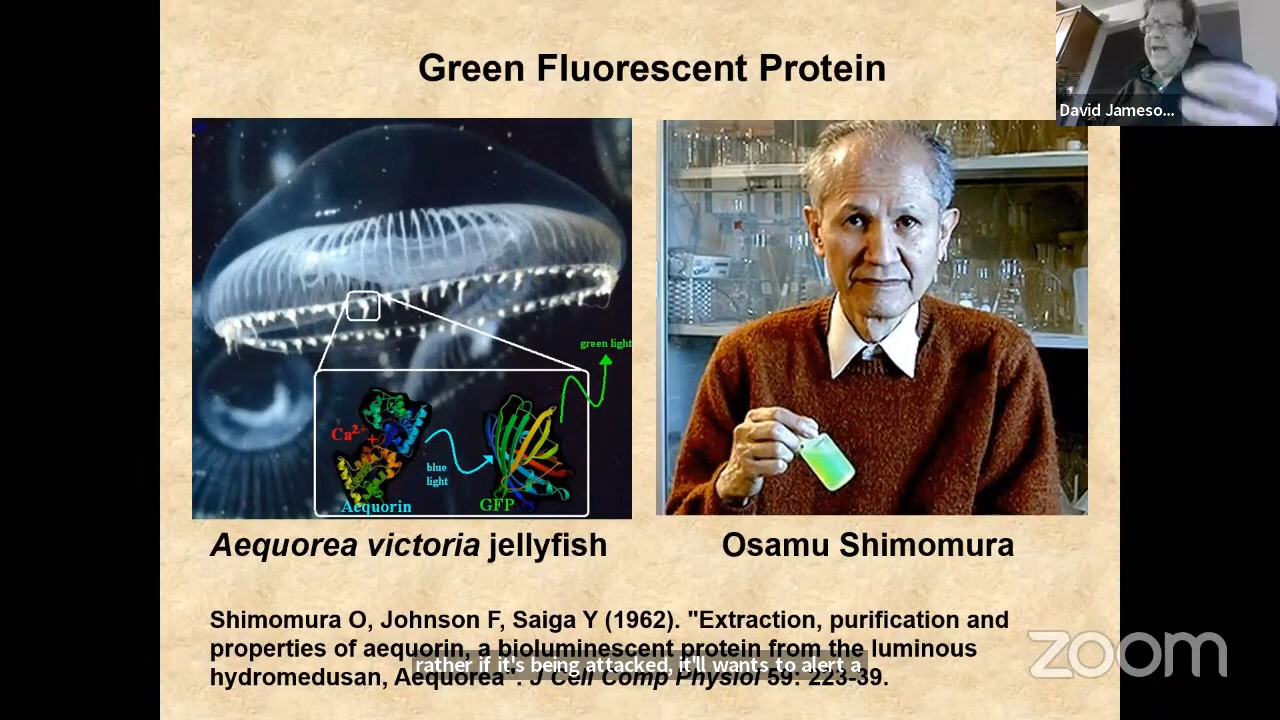 Green Fluorescent Protein
David Jameso...
green light
Ca2+
+
blue
light
Aequorin
GFP
Aequorea victoria jellyfish
Osamu Shimomura
Shimomura O, Johnson F, Saiga Y (1962). "Extraction, purification and
properties of aequorin, a bioluminescent protein from the luminous
rather if it's being attacked, it'll wants to alert a
hydromedusan, Aequorea". J Cell Comp Physiol 59: 223-39.
zoom